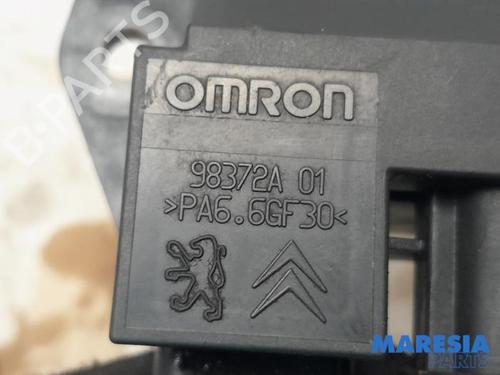 OMRON
98372A 01
>PA6.6GF30<
B-PARTS
MARESIA
PARTS